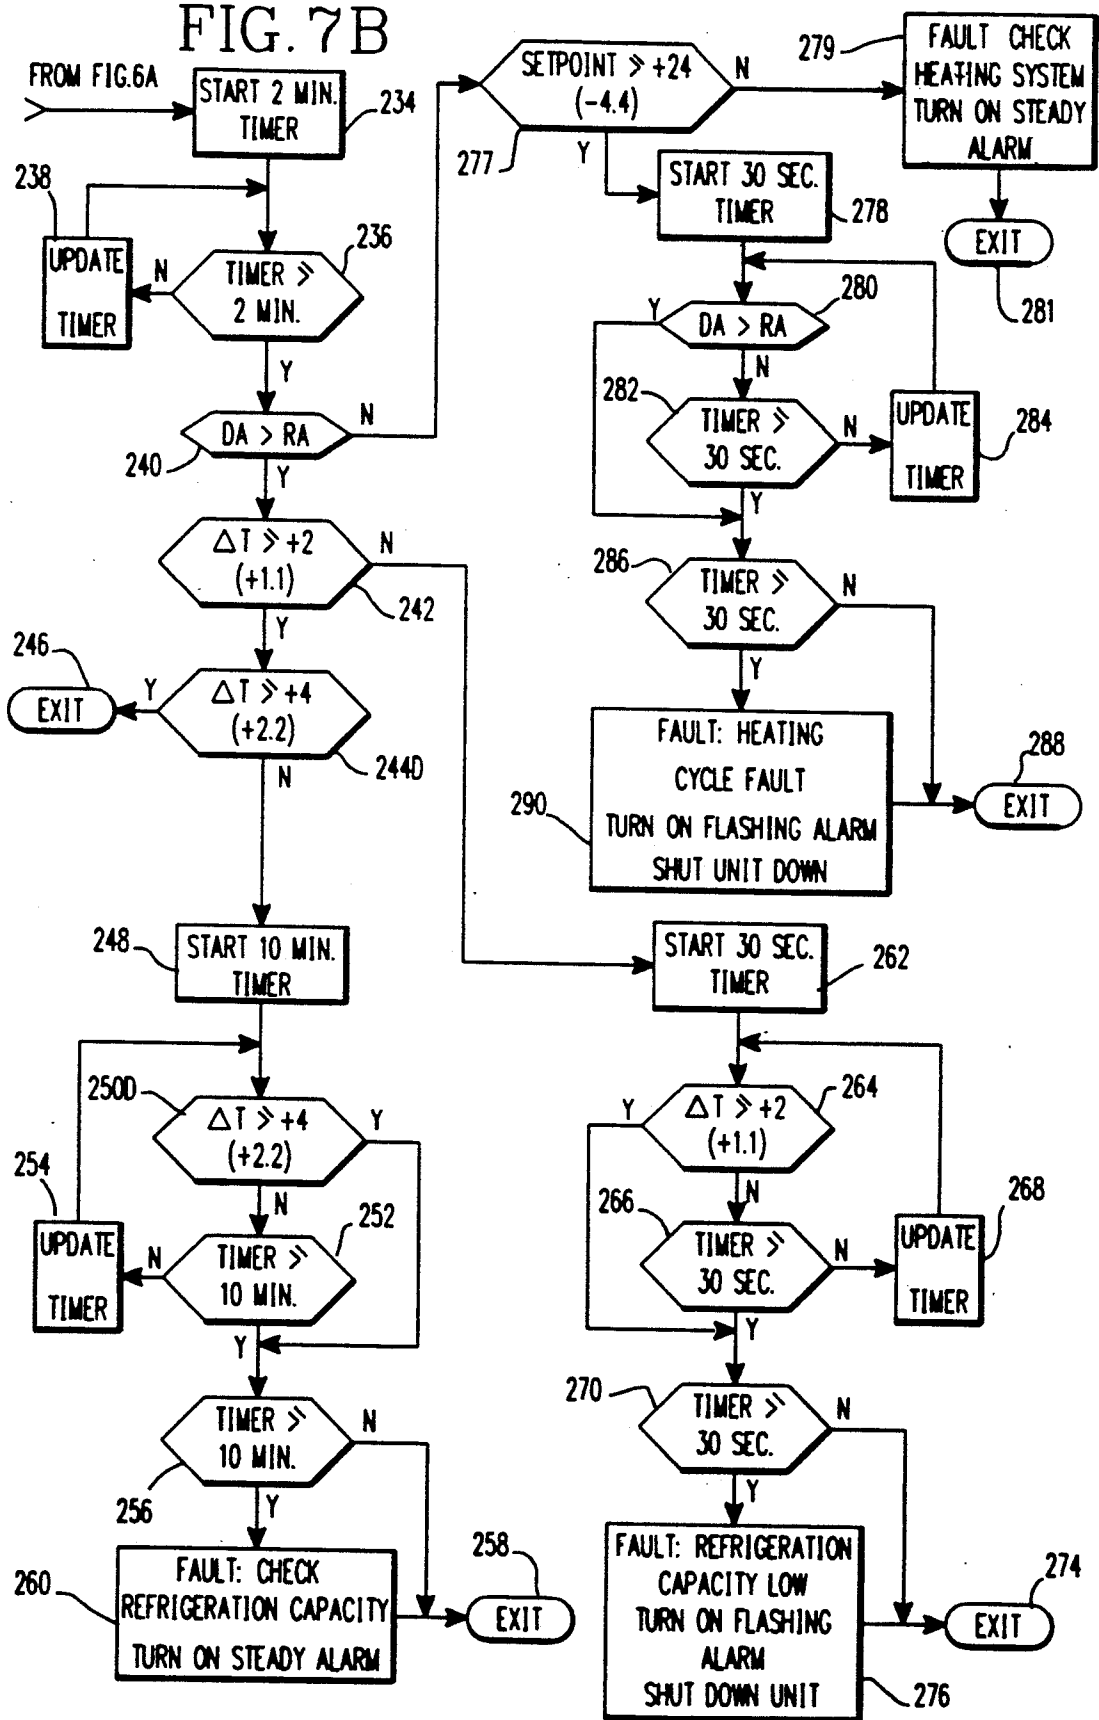 FIG. 7B
FROM FIG.6A
START 2 MIN.
TIMER
234
238
UPDATE
TIMER
N
TIMER ⩾
2 MIN.
236
Y
DA > RA
N
240
Y
△T ⩾ +2
(+1.1)
N
242
Y
246
EXIT
Y
△T ⩾ +4
(+2.2)
244D
N
248
START 10 MIN.
TIMER
250D
△T ⩾ +4
(+2.2)
Y
254
UPDATE
TIMER
N
N
TIMER ⩾
10 MIN.
252
Y
TIMER ⩾
10 MIN.
N
256
Y
260
FAULT: CHECK
REFRIGERATION CAPACITY
TURN ON STEADY ALARM
258
EXIT
SETPOINT ⩾ +24
(-4.4)
N
277
Y
279
FAULT CHECK
HEATING SYSTEM
TURN ON STEADY
ALARM
EXIT
281
START 30 SEC.
TIMER
278
Y
DA > RA
280
N
282
TIMER ⩾
30 SEC.
N
UPDATE
TIMER
284
Y
286
TIMER ⩾
30 SEC.
N
Y
290
FAULT: HEATING
CYCLE FAULT
TURN ON FLASHING ALARM
SHUT UNIT DOWN
288
EXIT
START 30 SEC.
TIMER
262
Y
△T ⩾ +2
(+1.1)
264
N
266
TIMER ⩾
30 SEC.
N
268
UPDATE
TIMER
Y
270
TIMER ⩾
30 SEC.
N
Y
FAULT: REFRIGERATION
CAPACITY LOW
TURN ON FLASHING
ALARM
SHUT DOWN UNIT
276
274
EXIT